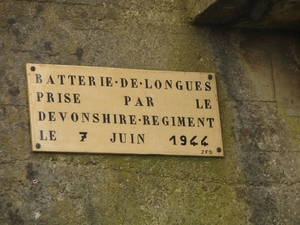 BATTERIE·DE·LONGUES
PRISE PAR LE
DEVONSHIRE·REGIMENT
LE 7 JUIN 1944